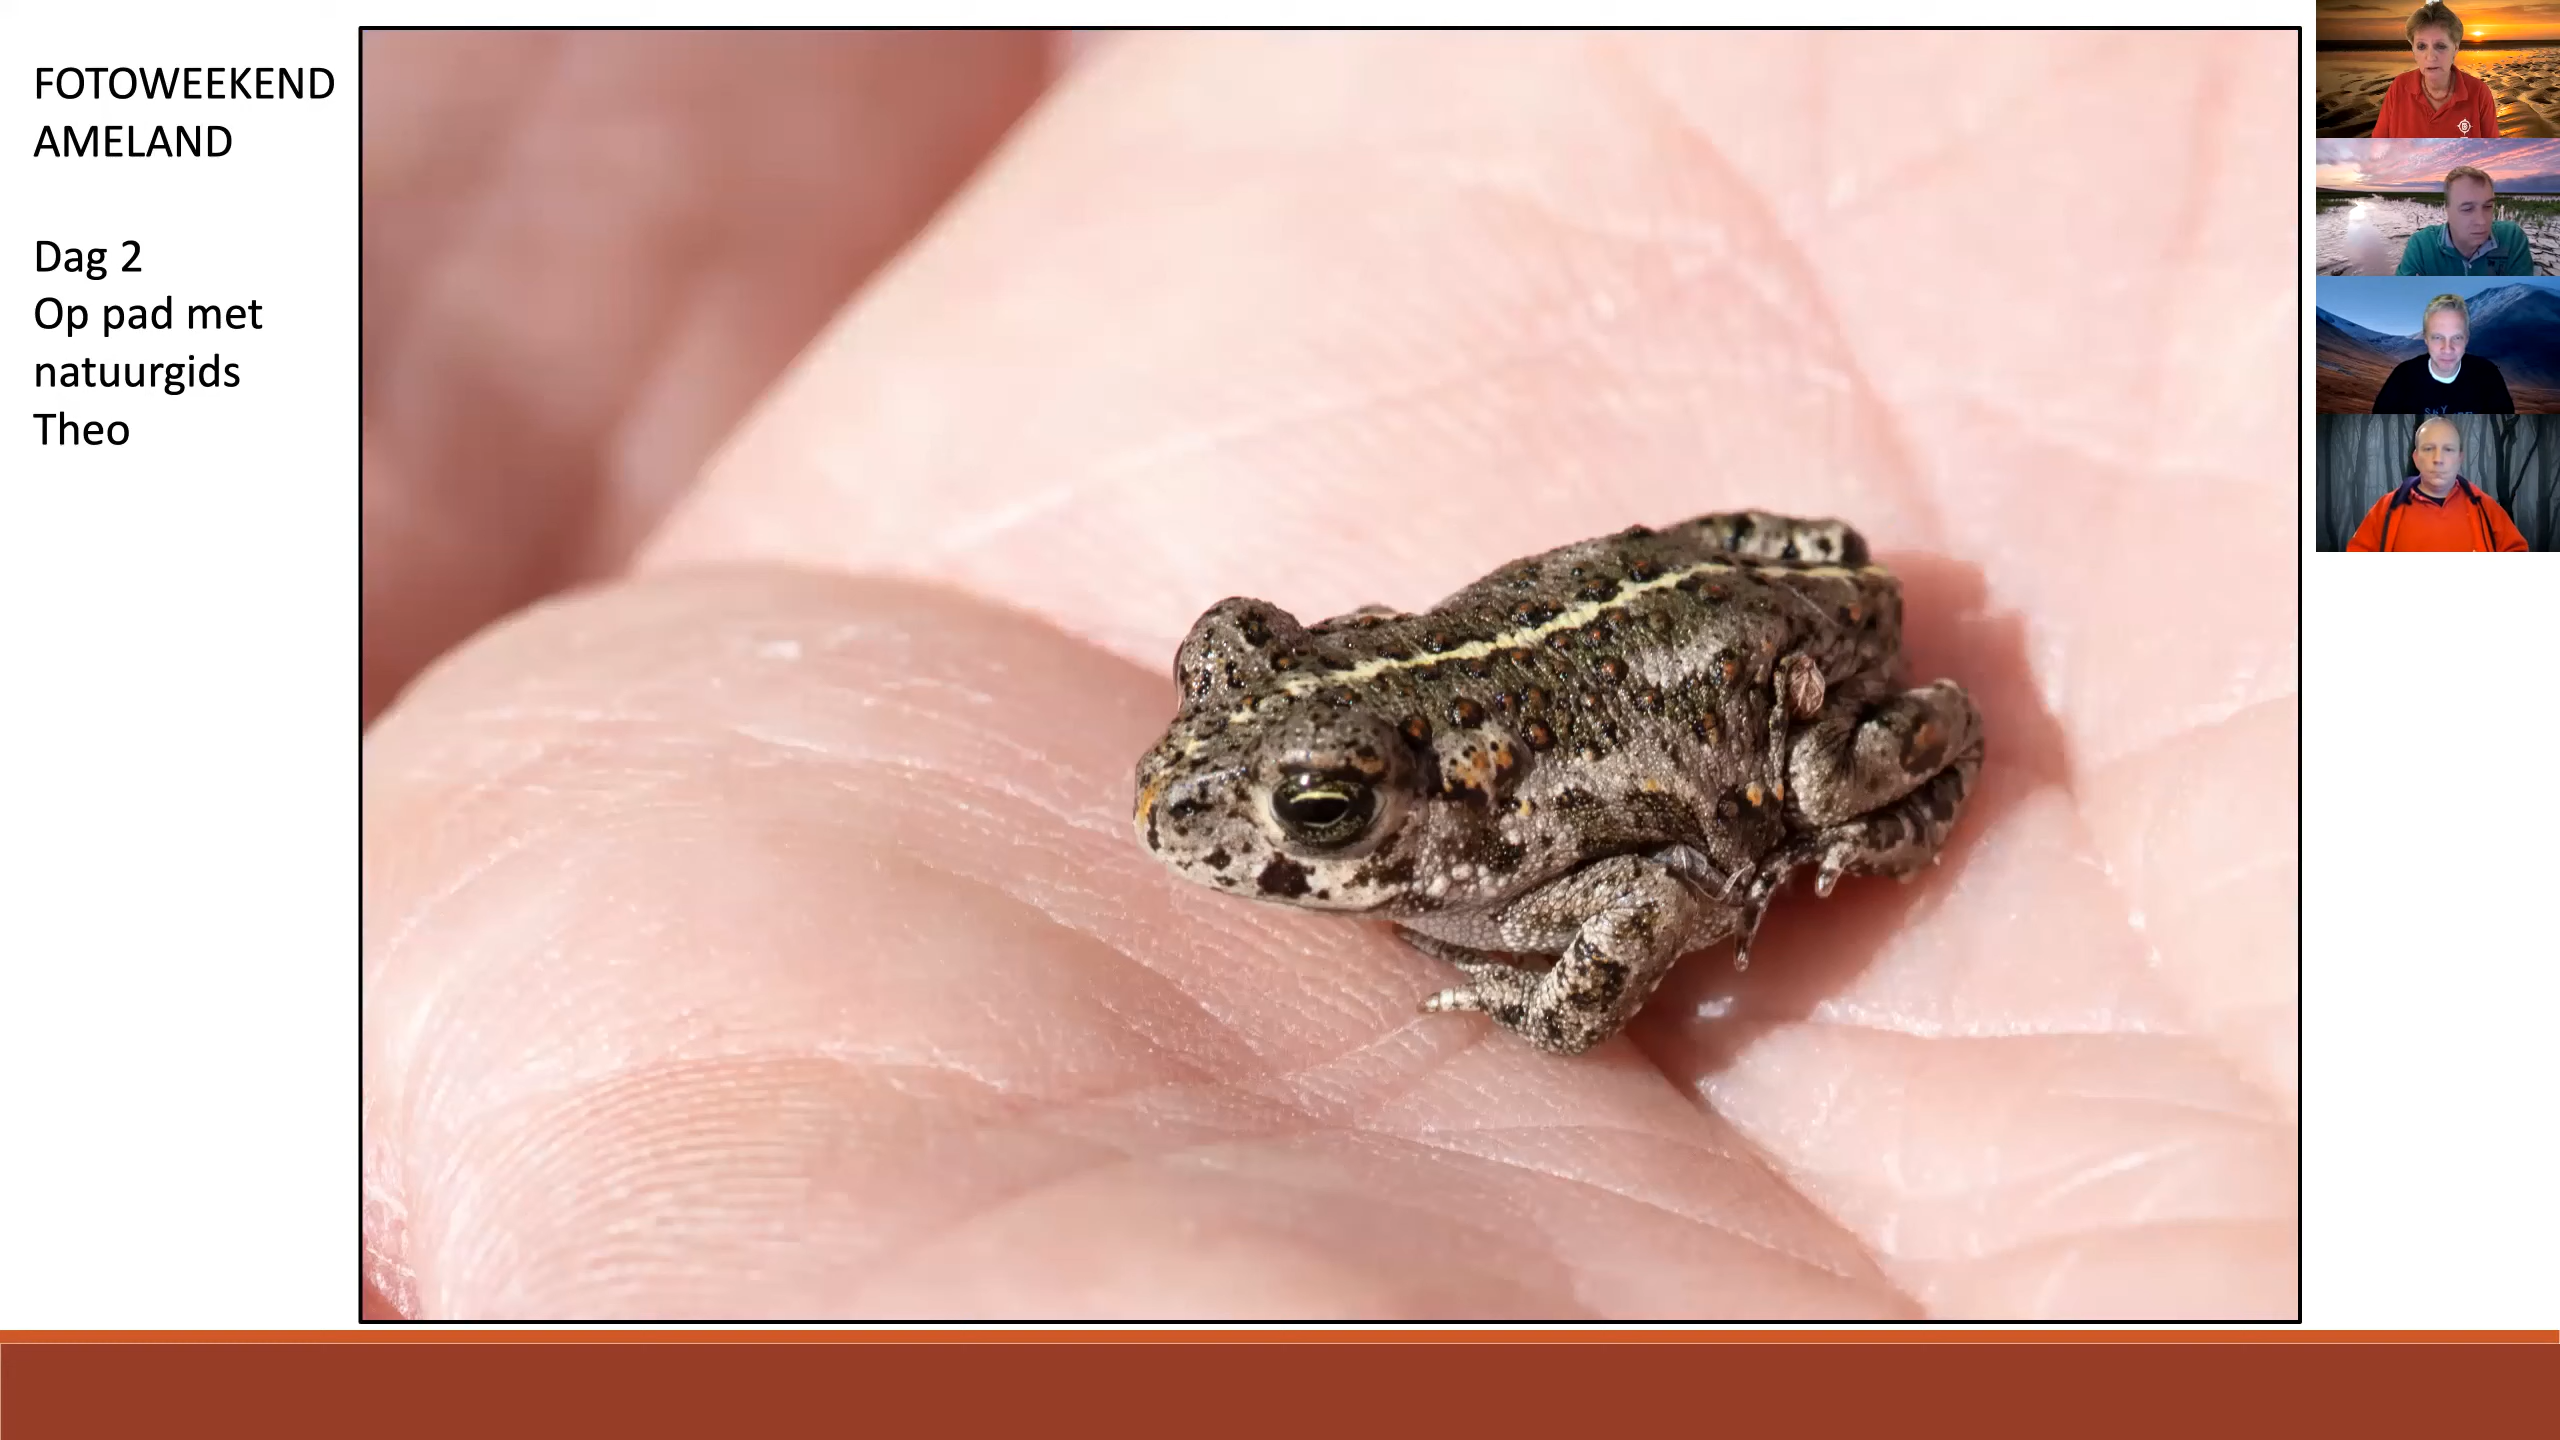 FOTOWEEKEND
AMELAND
Dag 2
Op pad met
natuurgids
Theo